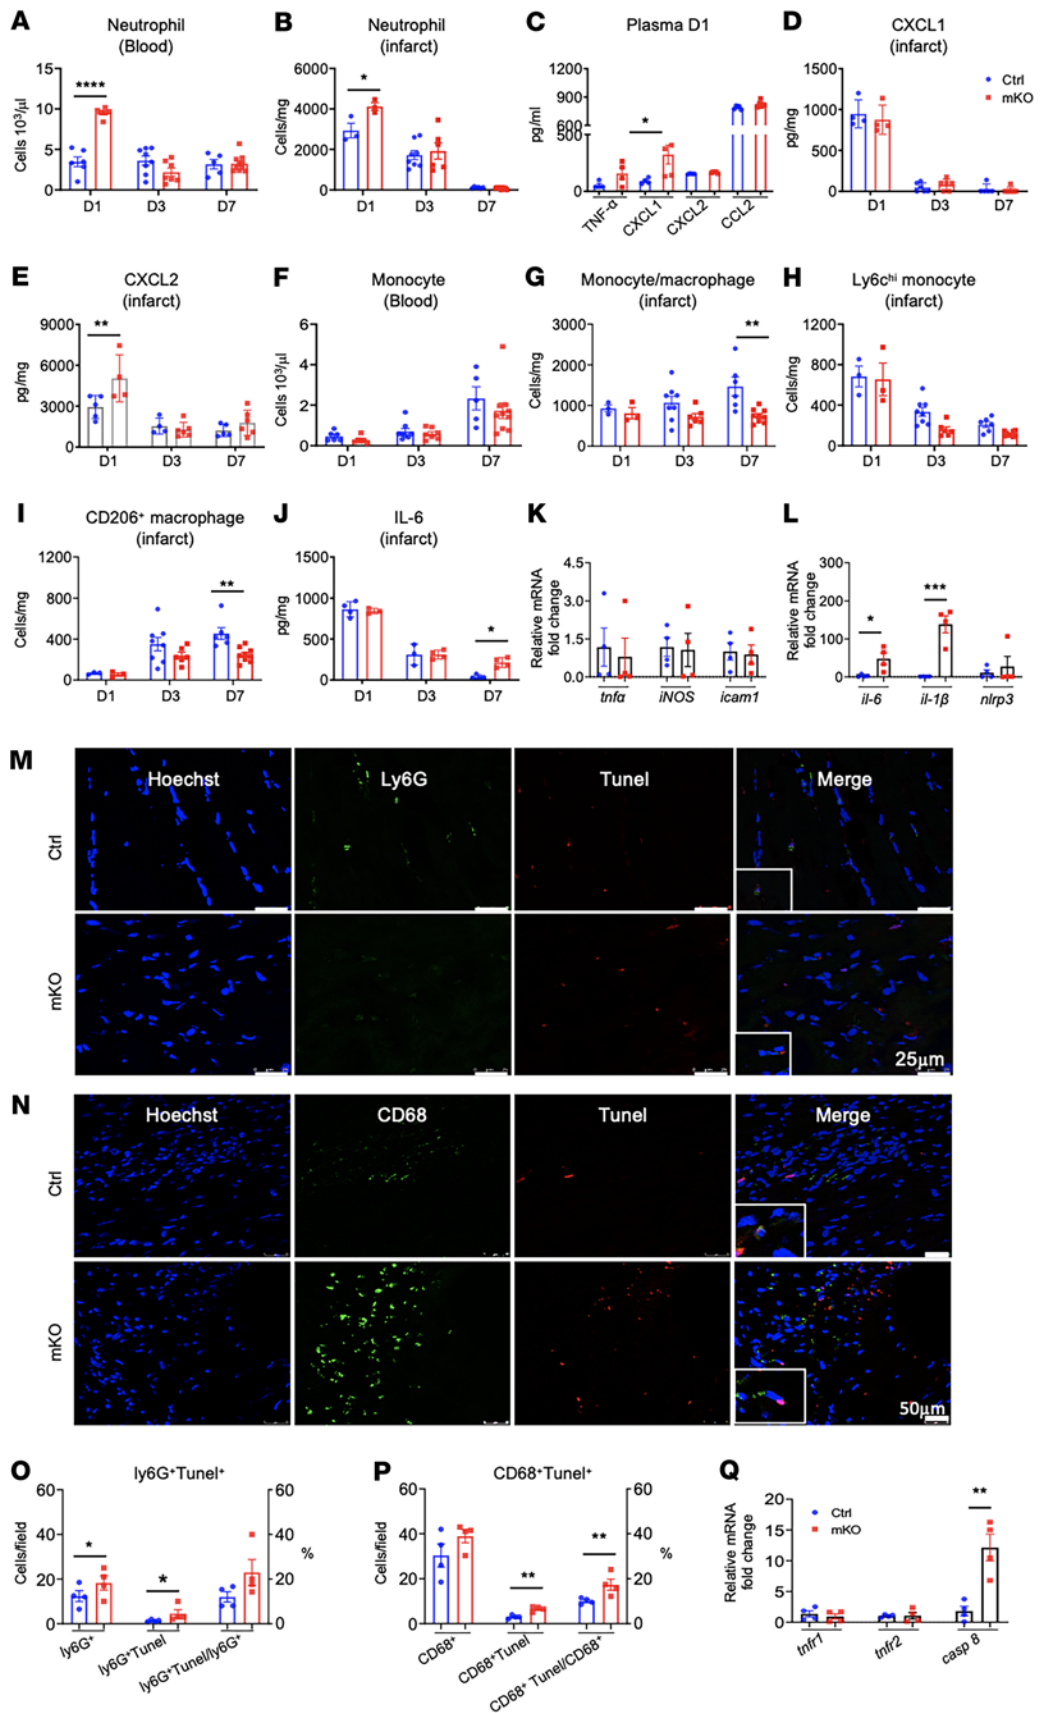 A
Neutrophil
(Blood)
Cells 10³/μl
15
10
5
0
****
D1 D3 D7
B
Neutrophil
(infarct)
Cells/mg
6000
4000
2000
0
*
D1 D3 D7
C
Plasma D1
pg/ml
1200
900
600
500
0
*
TNF-α CXCL1 CXCL2 CCL2
D
CXCL1
(infarct)
pg/mg
1500
1000
500
0
Ctrl
mKO
D1 D3 D7
E
CXCL2
(infarct)
pg/mg
9000
6000
3000
0
**
D1 D3 D7
F
Monocyte
(Blood)
Cells 10³/μl
6
4
2
0
D1 D3 D7
G
Monocyte/macrophage
(infarct)
Cells/mg
3000
2000
1000
0
**
D1 D3 D7
H
Ly6cʰⁱ monocyte
(infarct)
Cells/mg
1200
800
400
0
D1 D3 D7
I
CD206⁺ macrophage
(infarct)
Cells/mg
1200
800
400
0
**
D1 D3 D7
J
IL-6
(infarct)
pg/mg
1500
1000
500
0
*
D1 D3 D7
K
Relative mRNA
fold change
4.5
3.0
1.5
0.0
tnfα iNOS icam1
L
Relative mRNA
fold change
300
200
100
0
* ***
il-6 il-1β nlrp3
M
Hoechst Ly6G Tunel Merge
Ctrl
mKO
25μm
N
Hoechst CD68 Tunel Merge
Ctrl
mKO
50μm
O
ly6G⁺Tunel⁺
Cells/field
60
40
20
0
* *
60
40
20
0
%
ly6G⁺ ly6G⁺Tunel ly6G⁺Tunel/ly6G⁺
P
CD68⁺Tunel⁺
Cells/field
60
40
20
0
** **
60
40
20
0
%
CD68⁺ CD68⁺Tunel CD68⁺ Tunel/CD68⁺
Q
Relative mRNA
fold change
20
15
10
5
0
Ctrl
mKO
**
tnfr1 tnfr2 casp 8